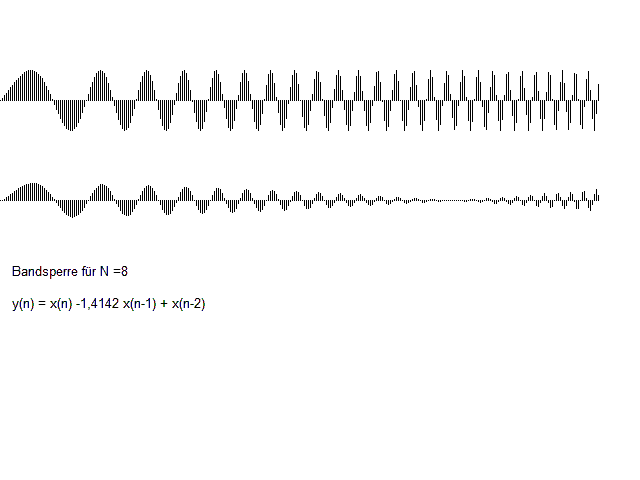 Bandsperre für N =8
y(n) = x(n) -1,4142 x(n-1) + x(n-2)